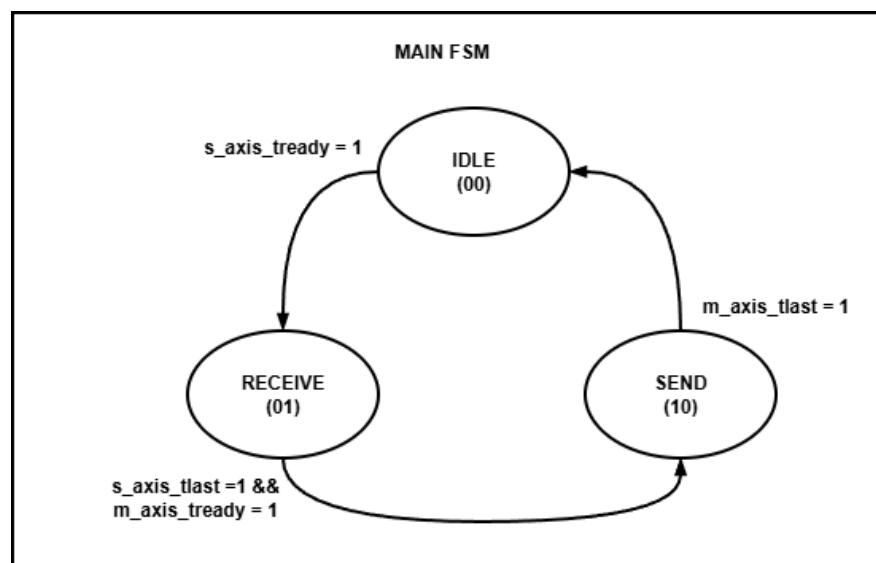 MAIN FSM
s_axis_tready = 1
IDLE
(00)
m_axis_tlast = 1
RECEIVE
(01)
SEND
(10)
s_axis_tlast =1 &&
m_axis_tready = 1